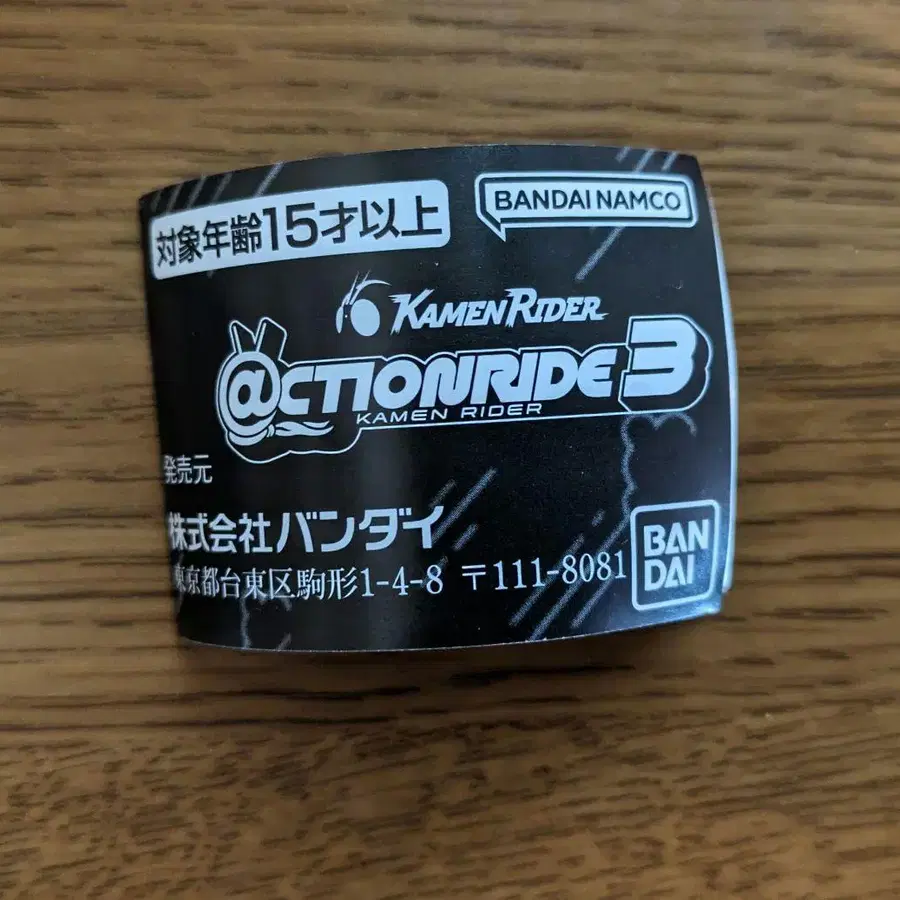 対象年齢15才以上
BANDAI NAMCO
KAMEN RIDER
@CTIONRIDE 3
KAMEN RIDER
発売元
株式会社バンダイ
東京都台東区駒形1-4-8 〒111-8081
BAN
DAI